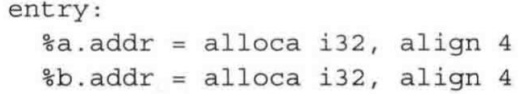 entry:
  %a.addr = alloca i32, align 4
  %b.addr = alloca i32, align 4